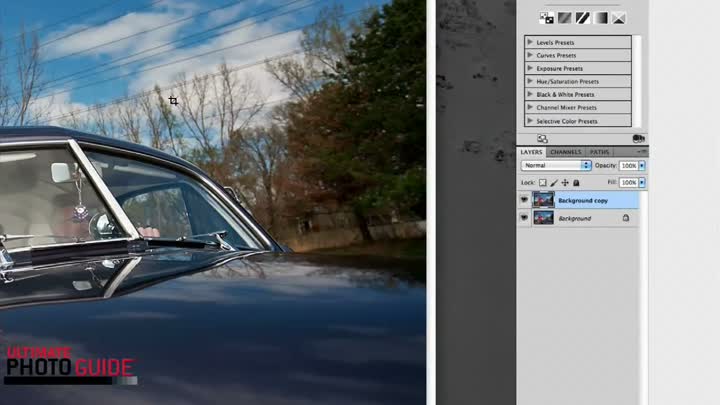 Levels Presets
Curves Presets
Exposure Presets
Hue/Saturation Presets
Black & White Presets
Channel Mixer Presets
Selective Color Presets
LAYERS CHANNELS PATHS
Normal Opacity: 100%
Lock: Fill: 100%
Background copy
Background
ULTIMATE
PHOTO GUIDE